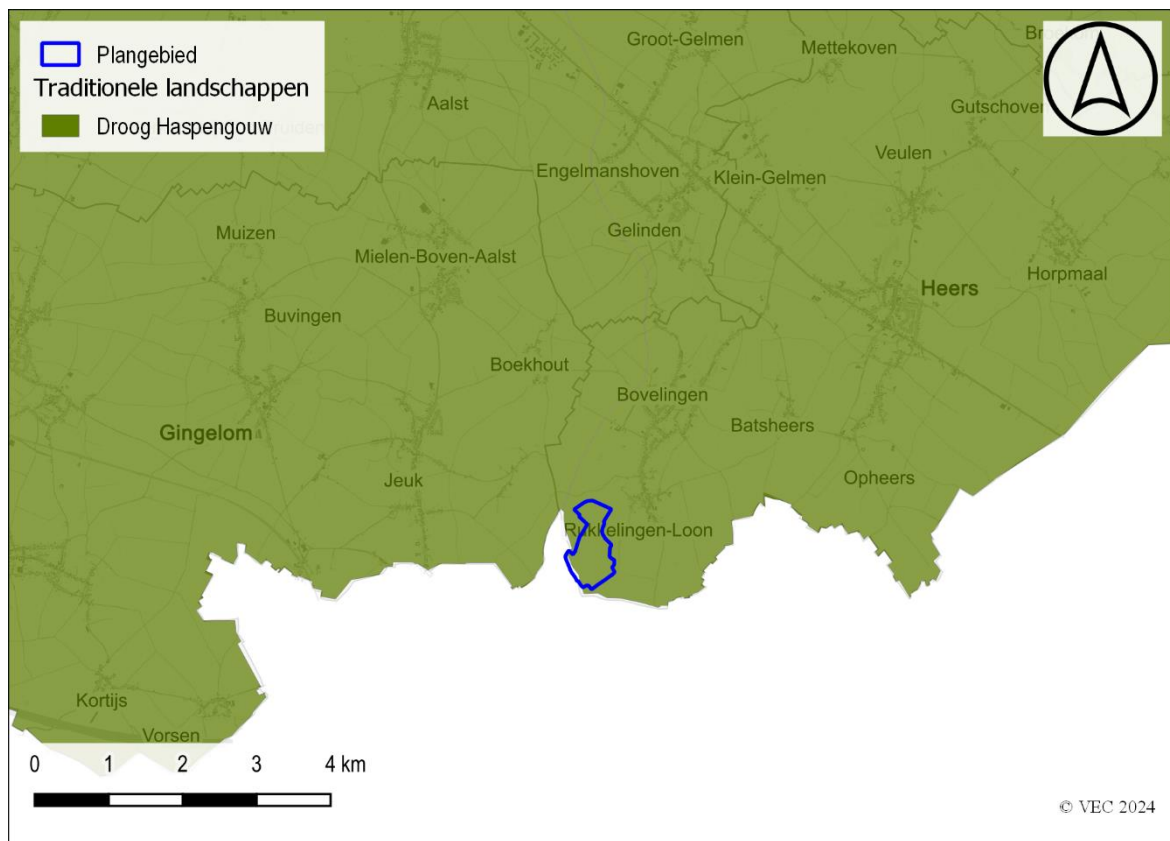 Plangebied
Traditionele landschappen
Droog Haspengouw
Groot-Gelmen
Mettekoven
Aalst
Gutschoven
Veulen
Engelmanshoven
Klein-Gelmen
Muizen
Gelinden
Mielen-Boven-Aalst
Horpmaal
Heers
Buvingen
Boekhout
Bovelingen
Gingelom
Batsheers
Jeuk
Opheers
Rukkelingen-Loon
Kortijs
Vorsen
0 1 2 3 4 km
© VEC 2024